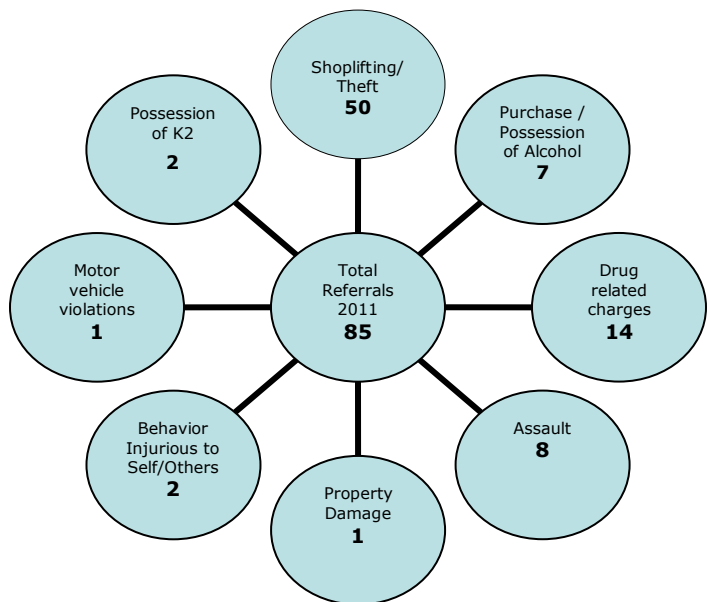 Shoplifting/
Theft
50
Purchase /
Possession
of Alcohol
7
Drug
related
charges
14
Assault
8
Property
Damage
1
Behavior
Injurious to
Self/Others
2
Motor
vehicle
violations
1
Possession
of K2
2
Total
Referrals
2011
85